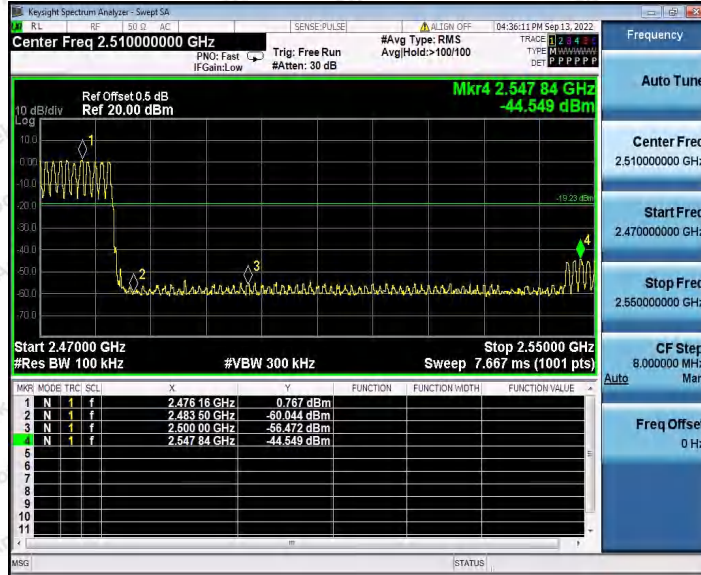 Keysight Spectrum Analyzer - Swept SA
RL RF 50 Ω AC SENSE:PULSE ALIGN OFF 04:36:11 PM Sep 13, 2022
Center Freq 2.510000000 GHz #Avg Type: RMS TRACE 1 2 3 4 5 6
PNO: Fast Trig: Free Run Avg|Hold:>100/100 TYPE M W W W W W
IFGain:Low #Atten: 30 dB DET P P P P P P
Mkr4 2.547 84 GHz
-44.549 dBm
Ref Offset 0.5 dB
10 dB/div Ref 20.00 dBm
Log
10.0
1
0.00
-10.0
-20.0
-19.23 dBm
-30.0
-40.0
4
-50.0
2
3
-60.0
-70.0
Start 2.47000 GHz Stop 2.55000 GHz
#Res BW 100 kHz #VBW 300 kHz Sweep 7.667 ms (1001 pts)
MKR MODE TRC SCL X Y FUNCTION FUNCTION WIDTH FUNCTION VALUE
1 N 1 f 2.476 16 GHz 0.767 dBm
2 N 1 f 2.483 50 GHz -60.044 dBm
3 N 1 f 2.500 00 GHz -56.472 dBm
4 N 1 f 2.547 84 GHz -44.549 dBm
5
6
7
8
9
10
11
MSG STATUS
Frequency
Auto Tune
Center Freq
2.510000000 GHz
Start Freq
2.470000000 GHz
Stop Freq
2.550000000 GHz
CF Step
8.000000 MHz
Auto Man
Freq Offset
0 Hz